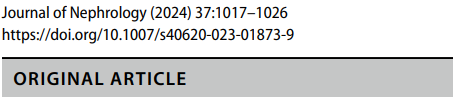 Journal of Nephrology (2024) 37:1017–1026
https://doi.org/10.1007/s40620-023-01873-9
ORIGINAL ARTICLE